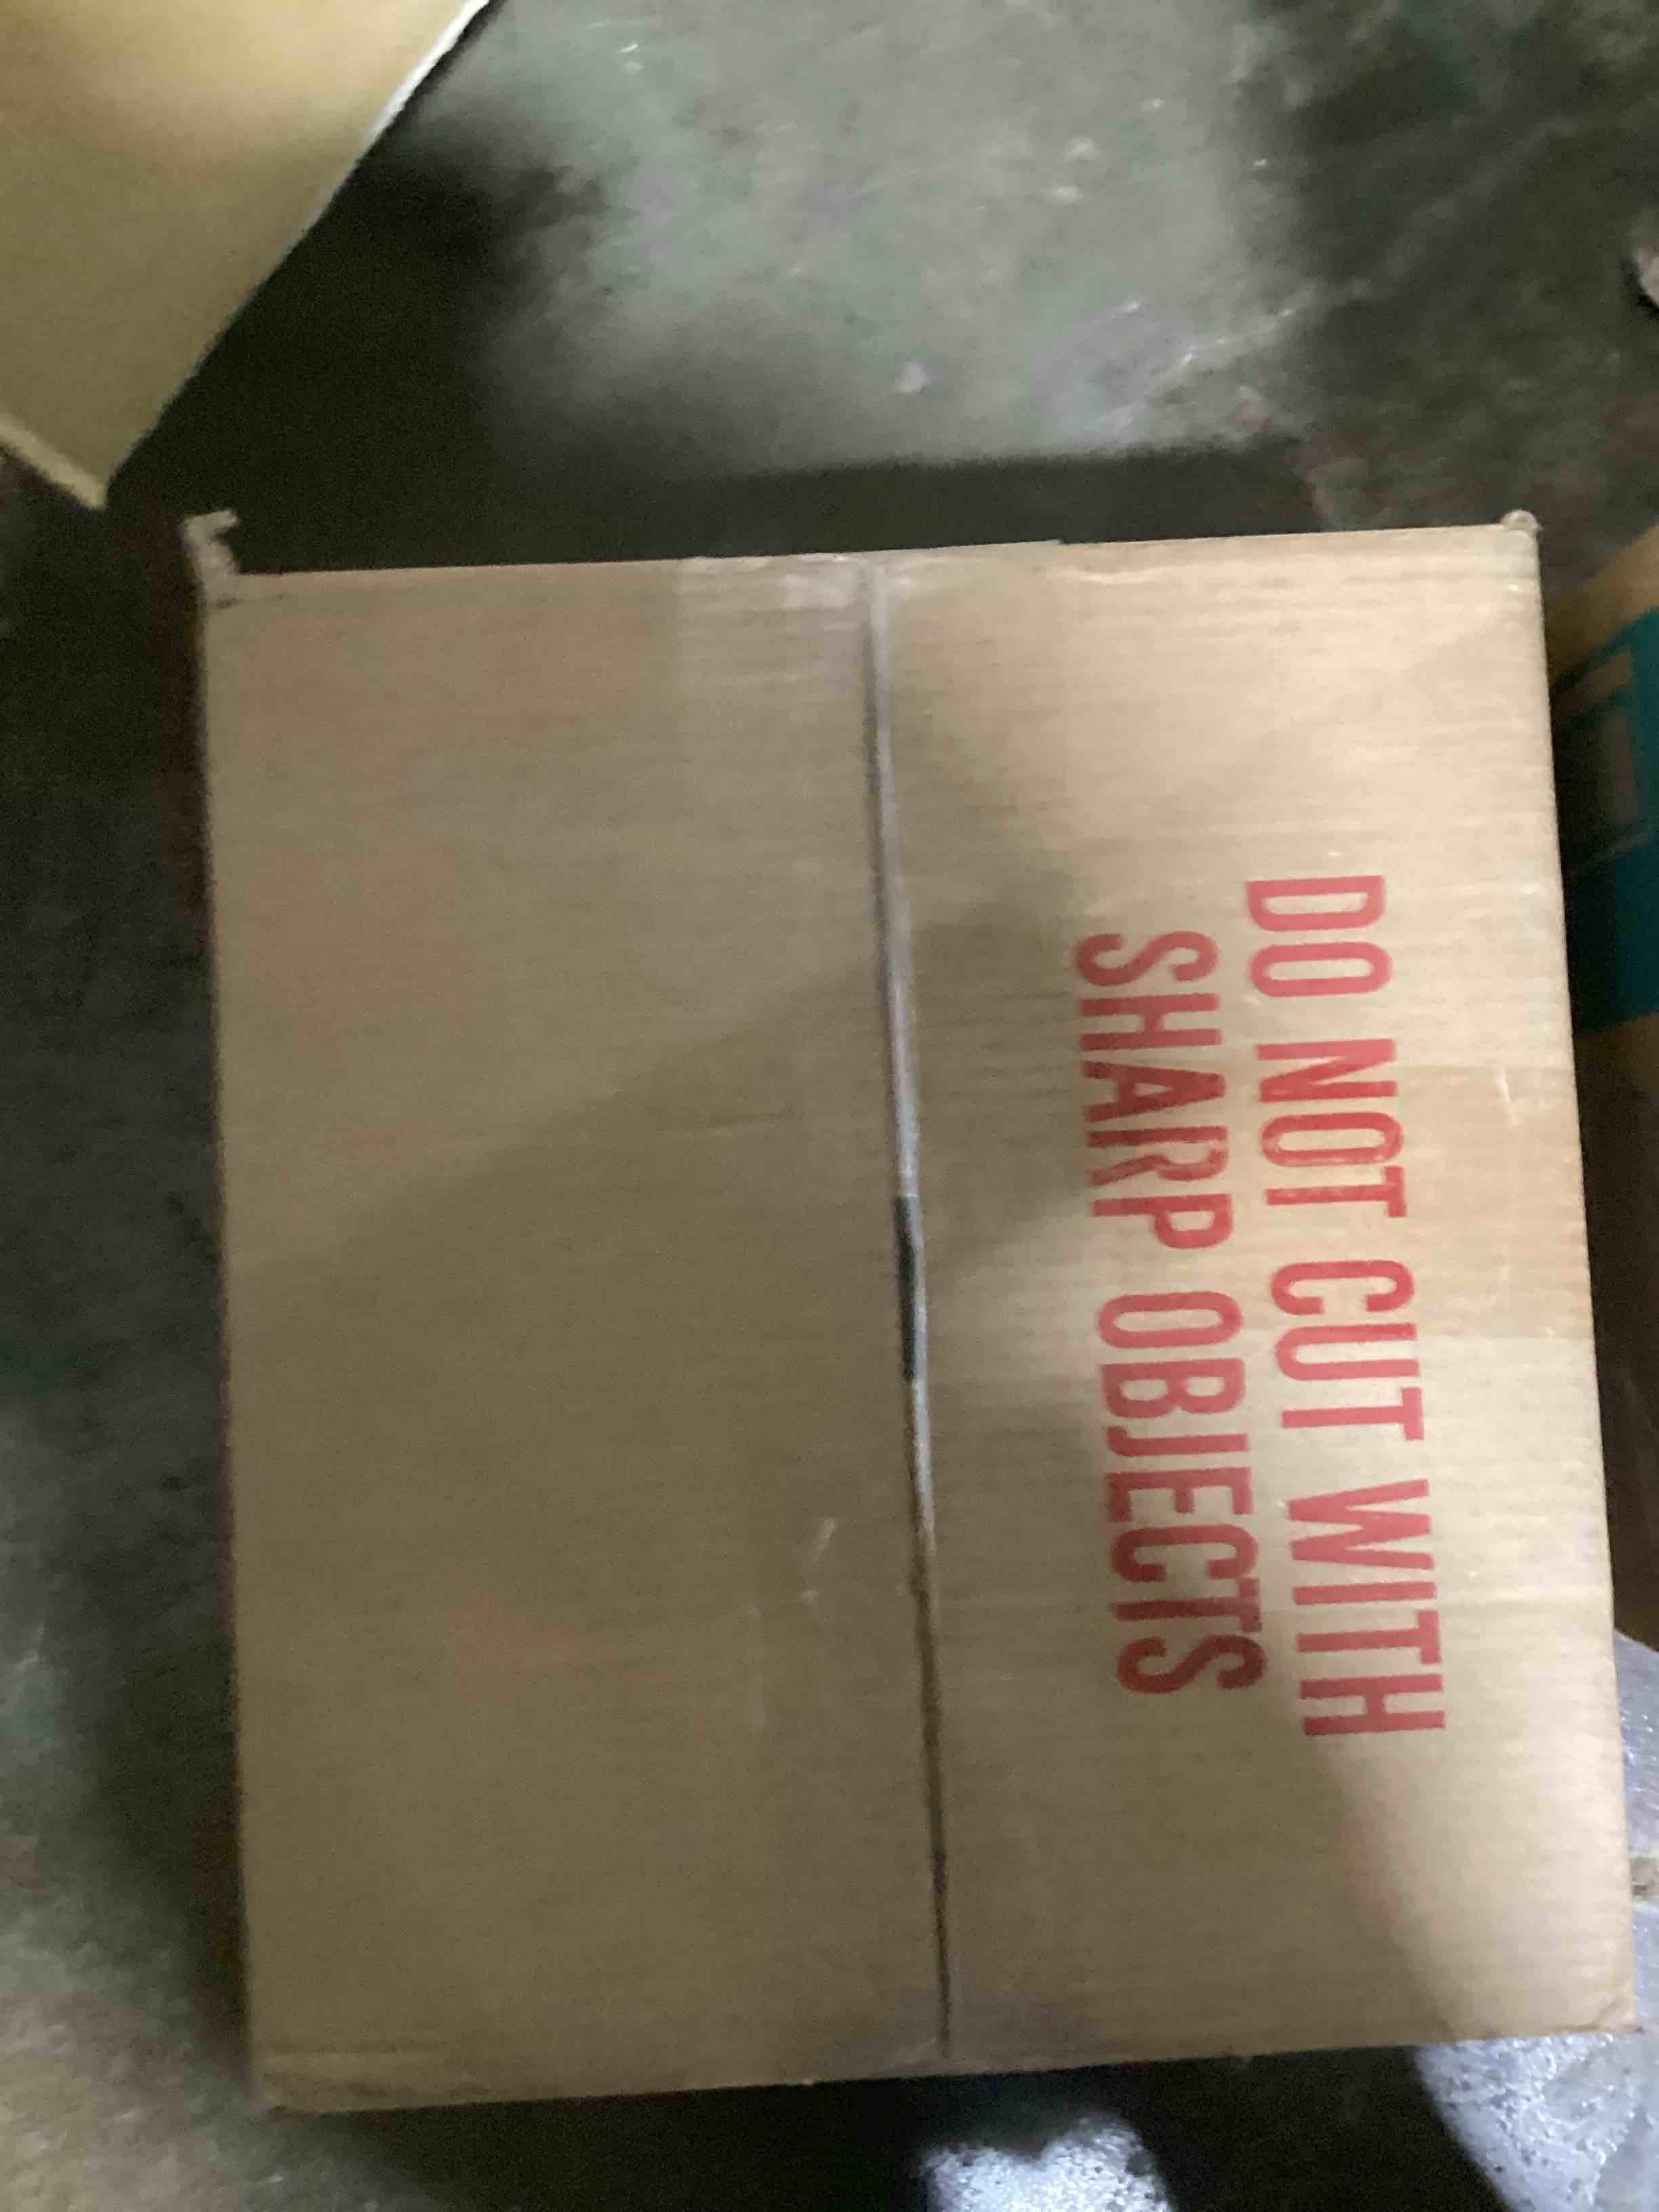 DO NOT CUT WITH
SHARP OBJECTS